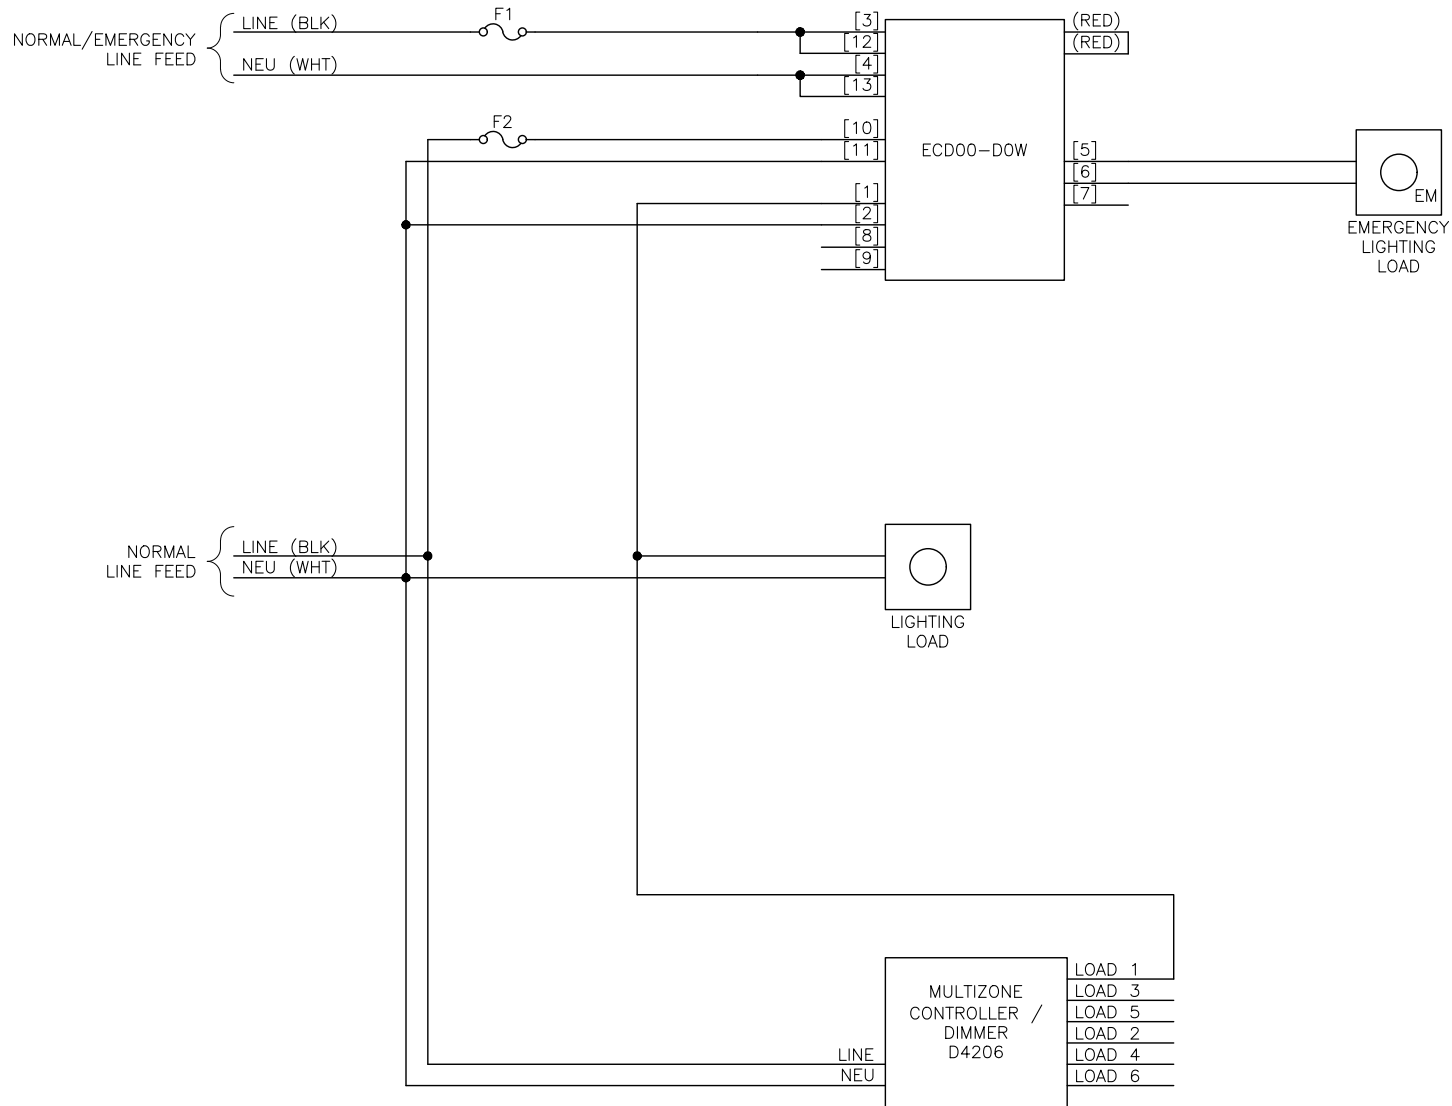 NORMAL/EMERGENCY
LINE FEED
LINE (BLK)
NEU (WHT)
F1
F2
[3]
[12]
[4]
[13]
[10]
[11]
[1]
[2]
[8]
[9]
ECD00-DOW
(RED)
(RED)
[5]
[6]
[7]
EM
EMERGENCY
LIGHTING
LOAD
NORMAL
LINE FEED
LINE (BLK)
NEU (WHT)
LIGHTING
LOAD
MULTIZONE
CONTROLLER /
DIMMER
D4206
LINE
NEU
LOAD 1
LOAD 3
LOAD 5
LOAD 2
LOAD 4
LOAD 6